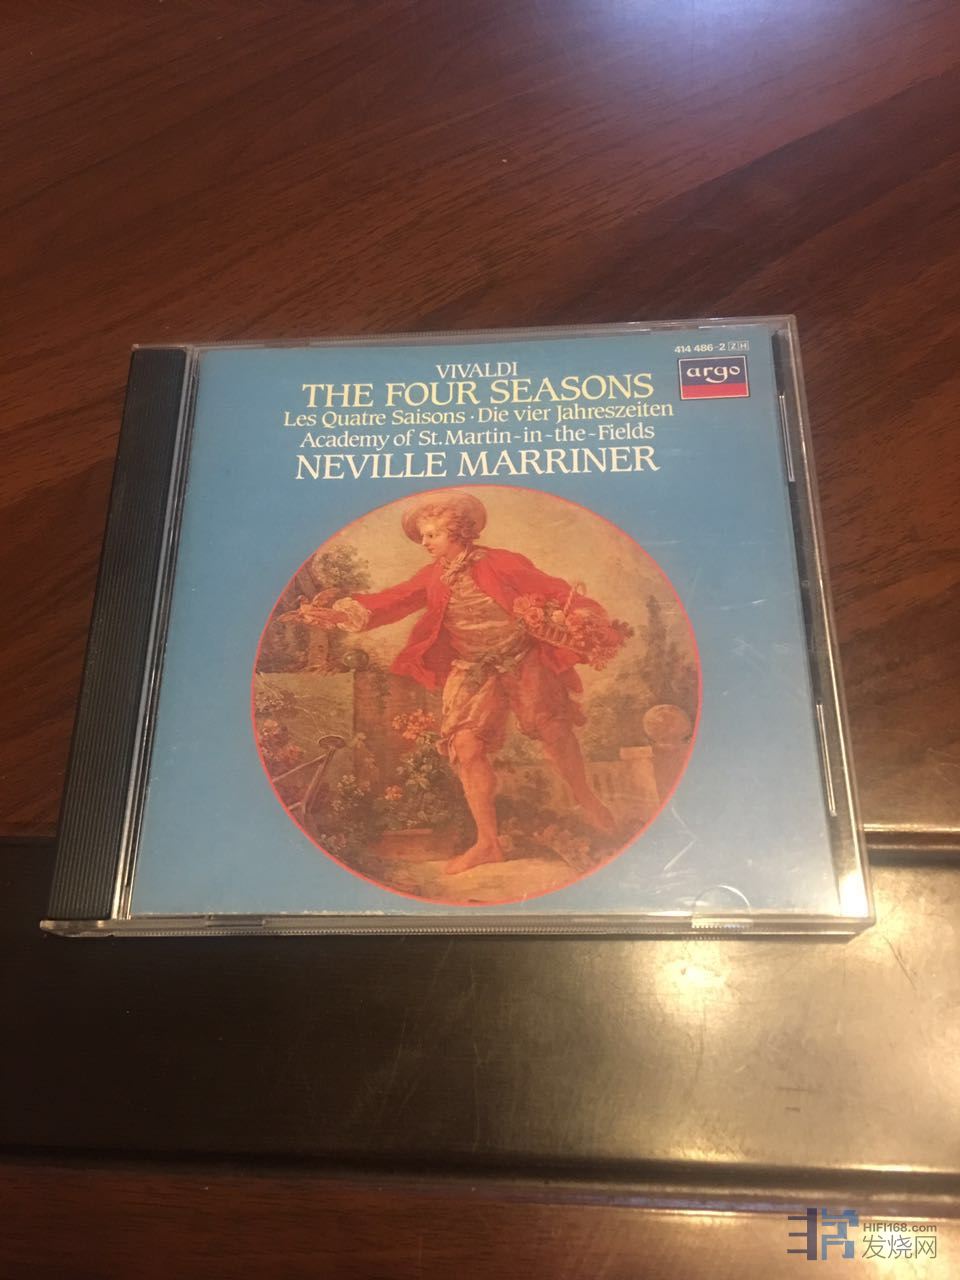 414 486-2 ZH
argo
VIVALDI
THE FOUR SEASONS
Les Quatre Saisons · Die vier Jahreszeiten
Academy of St. Martin-in-the-Fields
NEVILLE MARRINER
HIFI168.com
发烧网